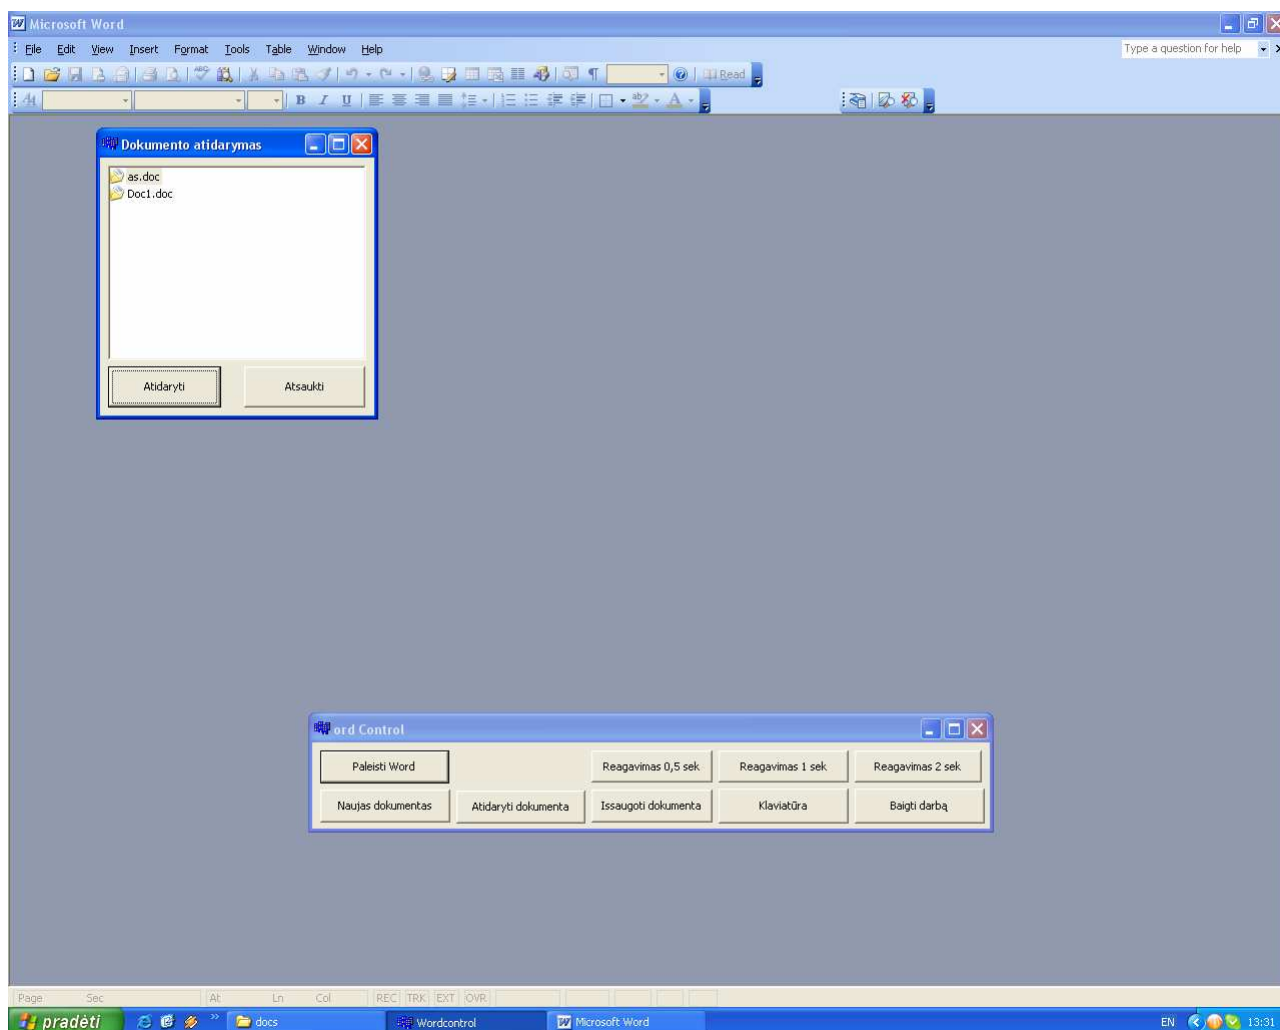 Microsoft Word
File Edit View Insert Format Tools Table Window Help
Type a question for help
Read
Dokumento atidarymas
as.doc
Doc1.doc
Atidaryti Atsaukti
ord Control
Paleisti Word Reagavimas 0,5 sek Reagavimas 1 sek Reagavimas 2 sek
Naujas dokumentas Atidaryti dokumenta Issaugoti dokumenta Klaviatūra Baigti darbą
Page Sec At Ln Col REC TRK EXT OVR
pradėti docs Wordcontrol Microsoft Word EN 13:31